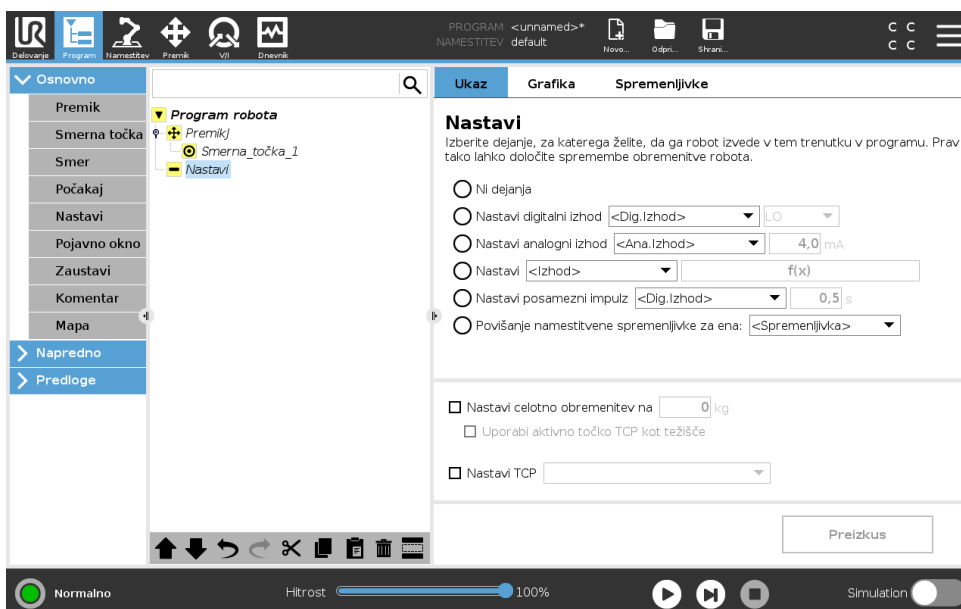 PROGRAM <unnamed>*
NAMESTITEV default
Delovanje
Program
Namestitev
Premik
V/I
Dnevnik
Novo...
Odpri...
Shrani...
C C
C C
Osnovno
Premik
Smerna točka
Smer
Počakaj
Nastavi
Pojavno okno
Zaustavi
Komentar
Mapa
Napredno
Predloge
Program robota
PremikJ
Smerna_točka_1
Nastavi
Ukaz
Grafika
Spremenljivke
Nastavi
Izberite dejanje, za katerega želite, da ga robot izvede v tem trenutku v programu. Prav
tako lahko določite spremembe obremenitve robota.
Ni dejanja
Nastavi digitalni izhod <Dig.Izhod> LO
Nastavi analogni izhod <Ana.Izhod> 4,0 mA
Nastavi <Izhod> f(x)
Nastavi posamezni impulz <Dig.Izhod> 0,5 s
Povišanje namestitvene spremenljivke za ena: <Spremenljivka>
Nastavi celotno obremenitev na 0 kg
Uporabi aktivno točko TCP kot težišče
Nastavi TCP
Preizkus
Normalno
Hitrost 100%
Simulation